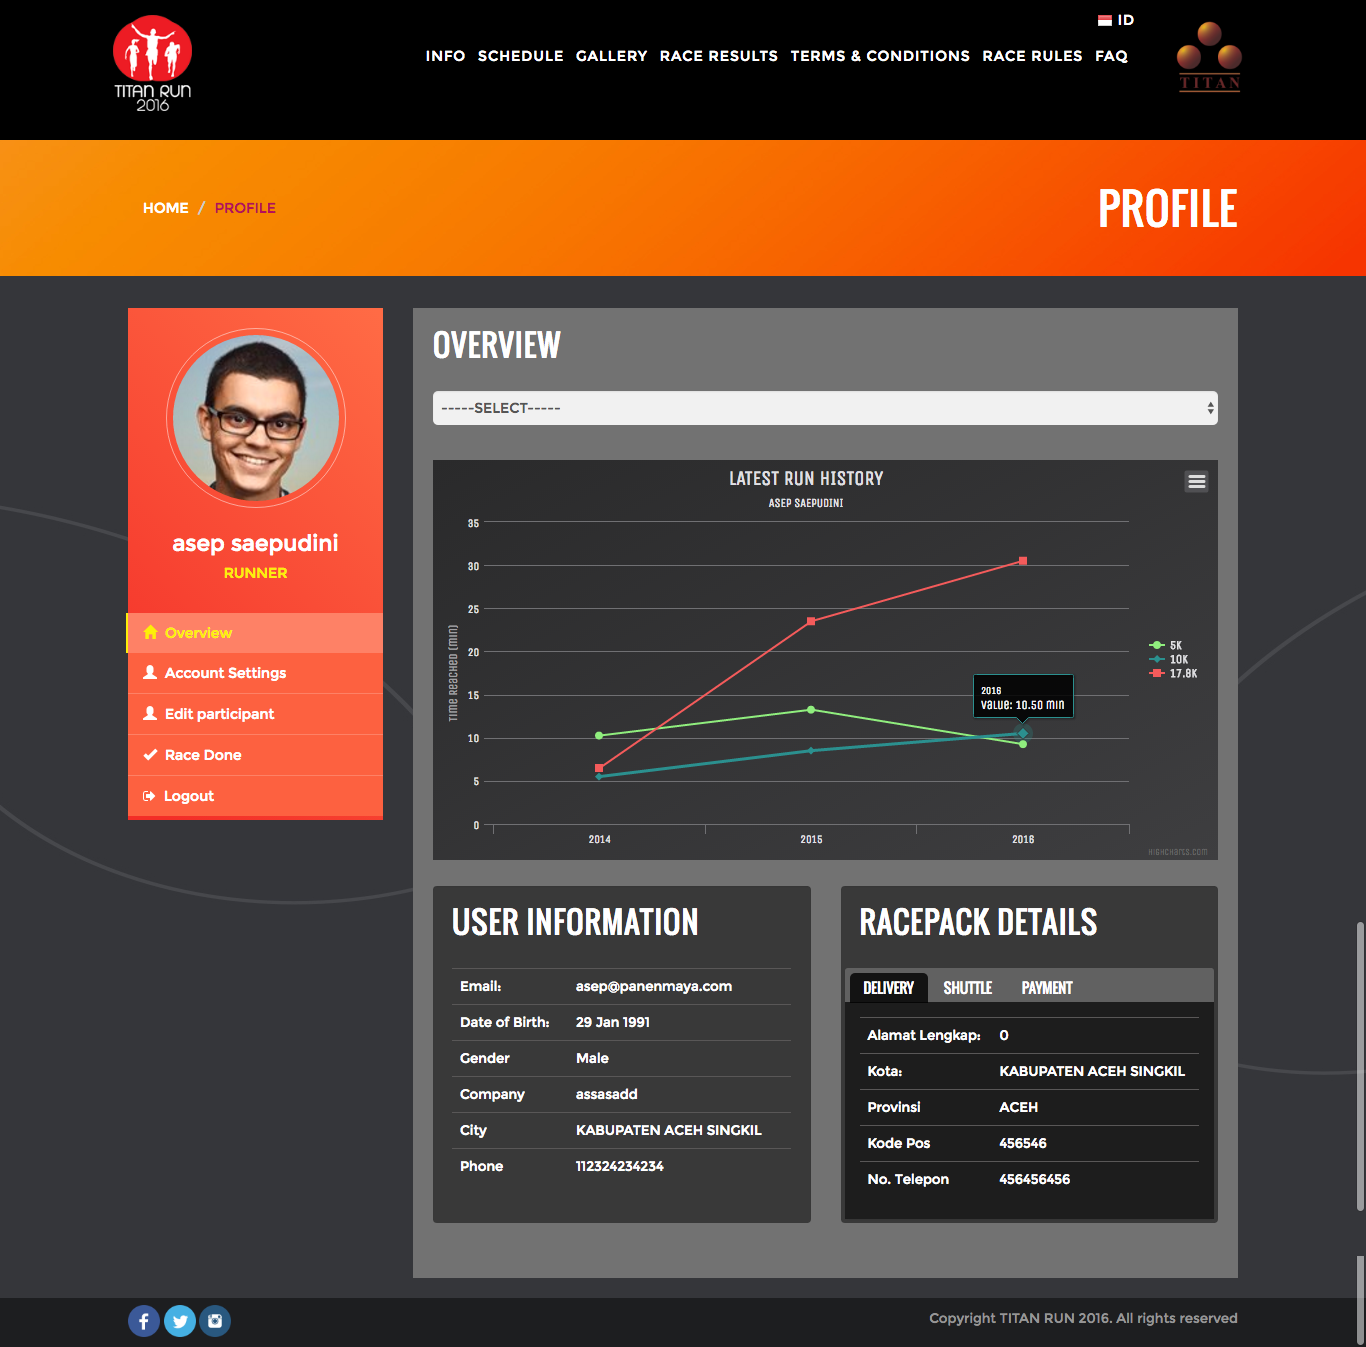 ID
INFO SCHEDULE GALLERY RACE RESULTS TERMS & CONDITIONS RACE RULES FAQ
TITAN RUN
2016
TITAN
HOME / PROFILE
PROFILE
asep saepudini
RUNNER
Overview
Account Settings
Edit participant
Race Done
Logout
OVERVIEW
-----SELECT-----
LATEST RUN HISTORY
ASEP SAEPUDINI
Time Reached (min)
35
30
25
20
15
10
5
0
2014 2015 2016
2016
Value: 10.50 min
5K
10K
17.8K
Highcharts.com
USER INFORMATION
Email: asep@panenmaya.com
Date of Birth: 29 Jan 1991
Gender Male
Company assasadd
City KABUPATEN ACEH SINGKIL
Phone 112324234234
RACEPACK DETAILS
DELIVERY SHUTTLE PAYMENT
Alamat Lengkap: 0
Kota: KABUPATEN ACEH SINGKIL
Provinsi ACEH
Kode Pos 456546
No. Telepon 456456456
Copyright TITAN RUN 2016. All rights reserved